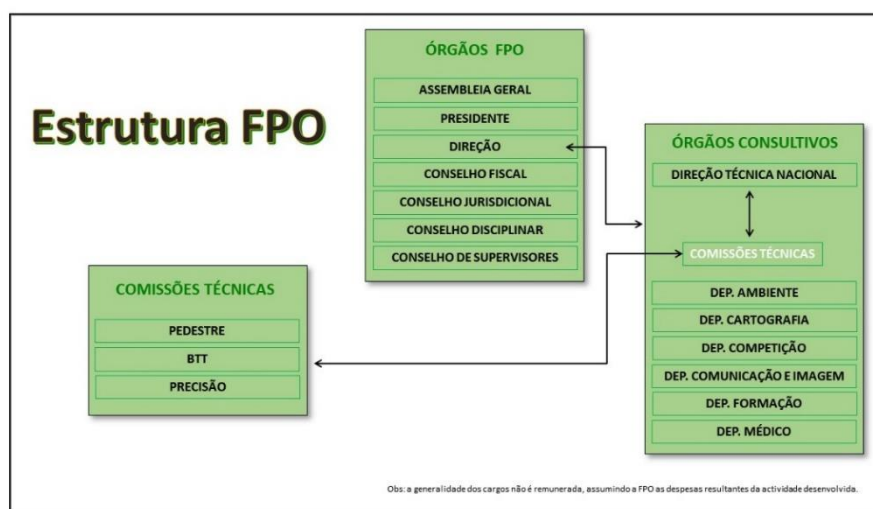 Estrutura FPO
ÓRGÃOS FPO
ASSEMBLEIA GERAL
PRESIDENTE
DIREÇÃO
CONSELHO FISCAL
CONSELHO JURISDICIONAL
CONSELHO DISCIPLINAR
CONSELHO DE SUPERVISORES
ÓRGÃOS CONSULTIVOS
DIREÇÃO TÉCNICA NACIONAL
COMISSÕES TÉCNICAS
DEP. AMBIENTE
DEP. CARTOGRAFIA
DEP. COMPETIÇÃO
DEP. COMUNICAÇÃO E IMAGEM
DEP. FORMAÇÃO
DEP. MÉDICO
COMISSÕES TÉCNICAS
PEDESTRE
BTT
PRECISÃO
Obs: a generalidade dos cargos não é remunerada, assumindo a FPO as despesas resultantes da actividade desenvolvida.